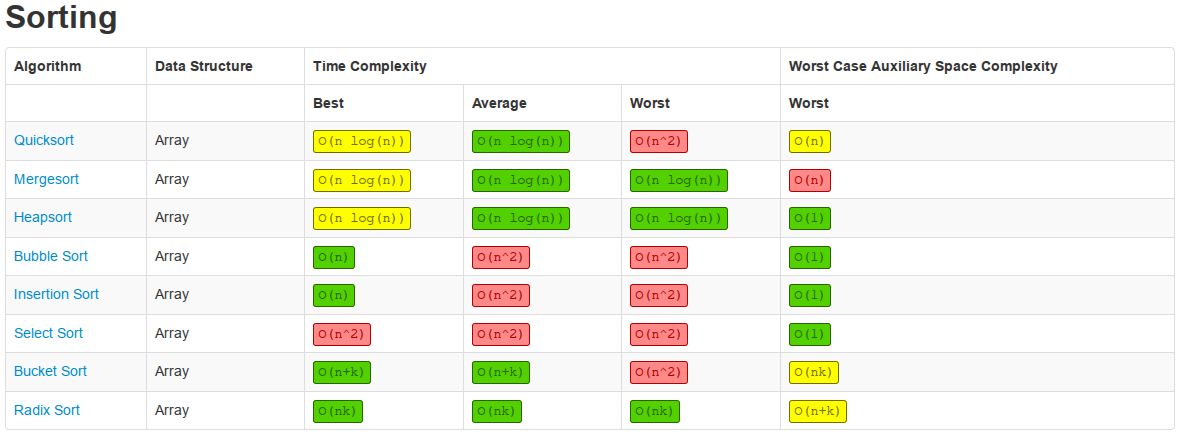 Sorting
Algorithm Data Structure Time Complexity Worst Case Auxiliary Space Complexity
Best Average Worst Worst
Quicksort Array O(n log(n)) O(n log(n)) O(n^2) O(n)
Mergesort Array O(n log(n)) O(n log(n)) O(n log(n)) O(n)
Heapsort Array O(n log(n)) O(n log(n)) O(n log(n)) O(1)
Bubble Sort Array O(n) O(n^2) O(n^2) O(1)
Insertion Sort Array O(n) O(n^2) O(n^2) O(1)
Select Sort Array O(n^2) O(n^2) O(n^2) O(1)
Bucket Sort Array O(n+k) O(n+k) O(n^2) O(nk)
Radix Sort Array O(nk) O(nk) O(nk) O(n+k)